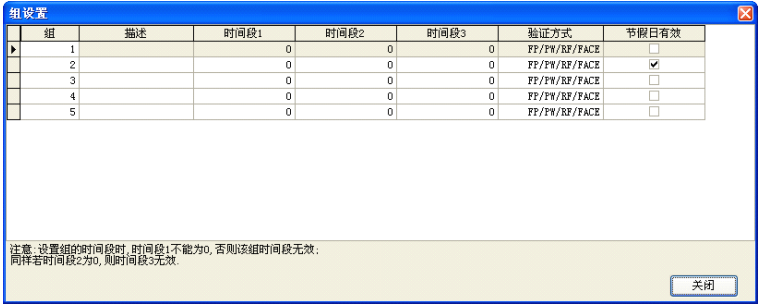 组设置
组 描述 时间段1 时间段2 时间段3 验证方式 节假日有效
1 0 0 0 FP/PW/RF/FACE
2 0 0 0 FP/PW/RF/FACE
3 0 0 0 FP/PW/RF/FACE
4 0 0 0 FP/PW/RF/FACE
5 0 0 0 FP/PW/RF/FACE
注意:设置组的时间段时,时间段1不能为0,否则该组时间段无效;
同样若时间段2为0,则时间段3无效.
关闭